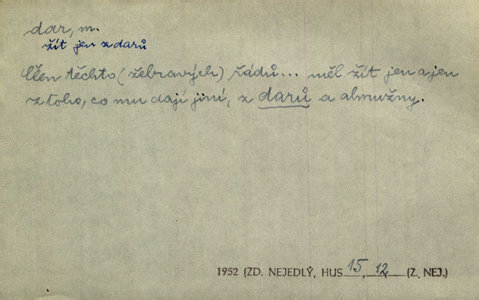 dar, m.
žít jen z darů
Člen těchto (žebravých) řádů... měl žít jen a jen
z toho, co mu dají jiní, z darů a almužny.
1952 (ZD. NEJEDLÝ, HUS 15, 12 (Z. NEJ.)